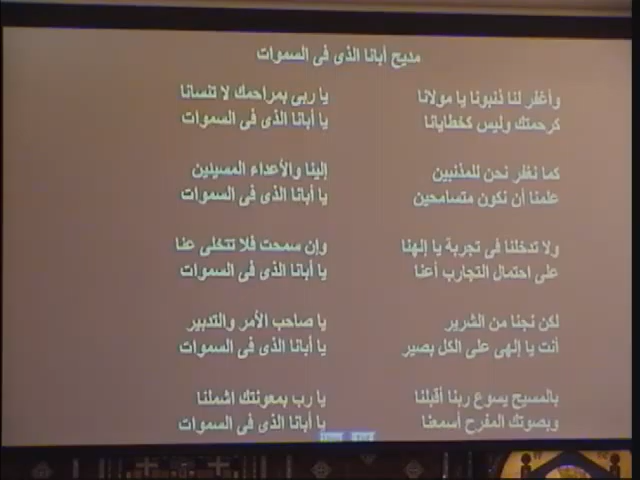 مديح أبانا الذى فى السموات
وأغفر لنا ذنبونا يا مولانا يا ربى بمراحمك لا تنسانا
كرحمتك وليس كخطايانا يا أبانا الذى فى السموات
كما نغفر نحن للمذنبين إلينا والأعداء المسيئين
علمنا أن نكون متسامحين يا أبانا الذى فى السموات
ولا تدخلنا فى تجربة يا إلهنا وإن سمحت فلا تتخلى عنا
على احتمال التجارب أعنا يا أبانا الذى فى السموات
لكن نجنا من الشرير يا صاحب الأمر والتدبير
أنت يا إلهى على الكل بصير يا أبانا الذى فى السموات
بالمسيح يسوع ربنا أقبلنا يا رب بمعونتك اشملنا
وبصوتك المفرح أسمعنا يا أبانا الذى فى السموات